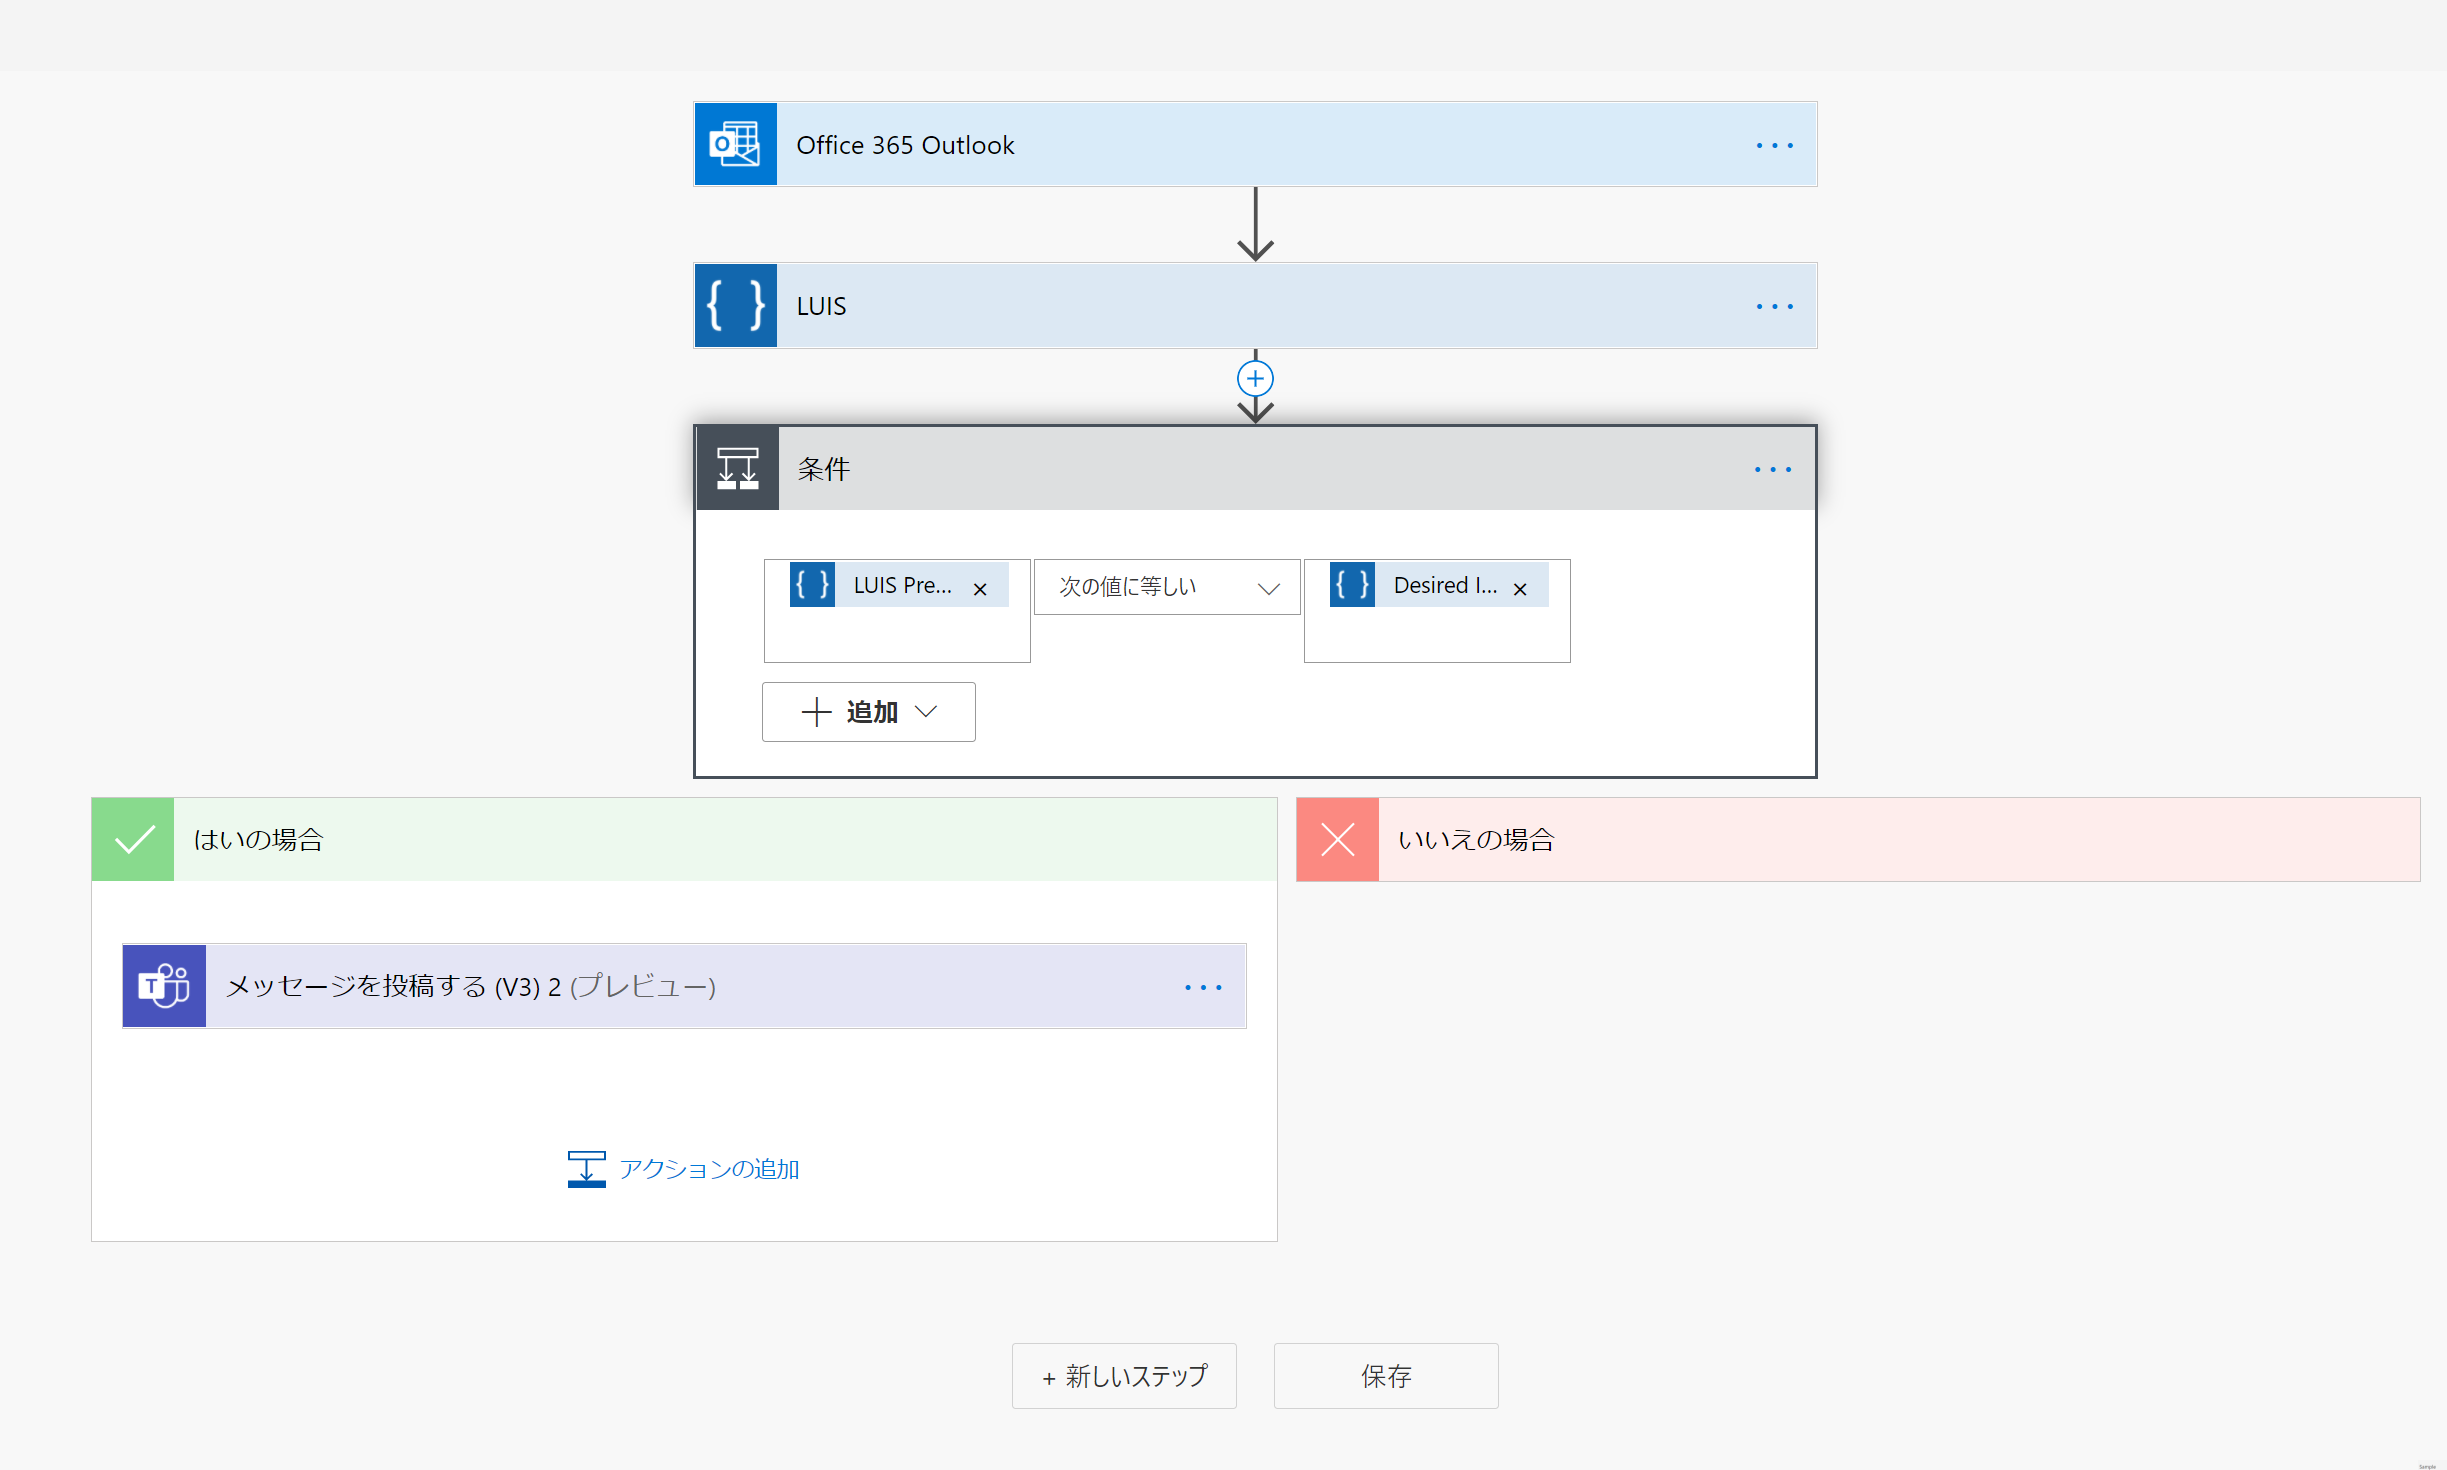 Office 365 Outlook
LUIS
条件
LUIS Pre...
次の値に等しい
Desired I...
追加
はいの場合
いいえの場合
メッセージを投稿する (V3) 2 (プレビュー)
アクションの追加
+ 新しいステップ
保存
Sample